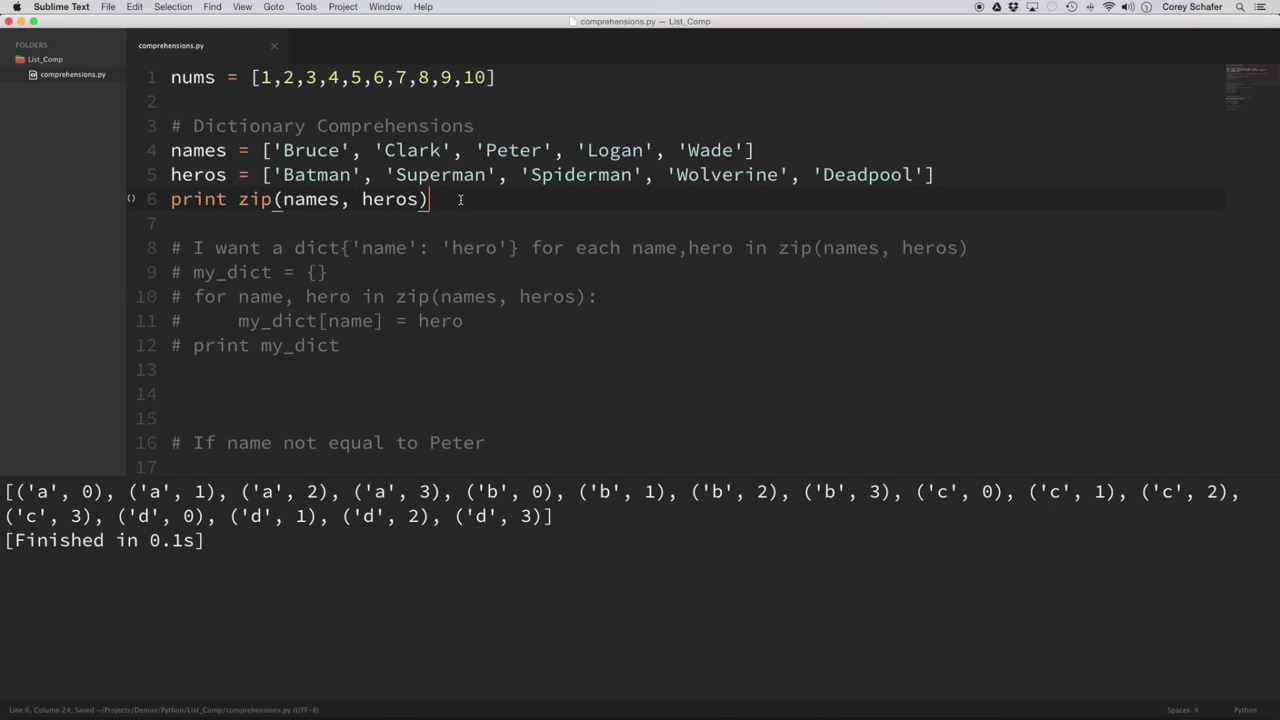 Sublime Text File Edit Selection Find View Goto Tools Project Window Help Corey Schafer
comprehensions.py — List_Comp
FOLDERS
List_Comp
comprehensions.py
comprehensions.py
1 nums = [1,2,3,4,5,6,7,8,9,10]
2
3 # Dictionary Comprehensions
4 names = ['Bruce', 'Clark', 'Peter', 'Logan', 'Wade']
5 heros = ['Batman', 'Superman', 'Spiderman', 'Wolverine', 'Deadpool']
() 6 print zip(names, heros)
7
8 # I want a dict{'name': 'hero'} for each name,hero in zip(names, heros)
9 # my_dict = {}
10 # for name, hero in zip(names, heros):
11 #     my_dict[name] = hero
12 # print my_dict
13
14
15
16 # If name not equal to Peter
17
[('a', 0), ('a', 1), ('a', 2), ('a', 3), ('b', 0), ('b', 1), ('b', 2), ('b', 3), ('c', 0), ('c', 1), ('c', 2),
('c', 3), ('d', 0), ('d', 1), ('d', 2), ('d', 3)]
[Finished in 0.1s]
Line 6, Column 24; Saved ~/Projects/Demos/Python/List_Comp/comprehensions.py (UTF-8) Spaces: 4 Python